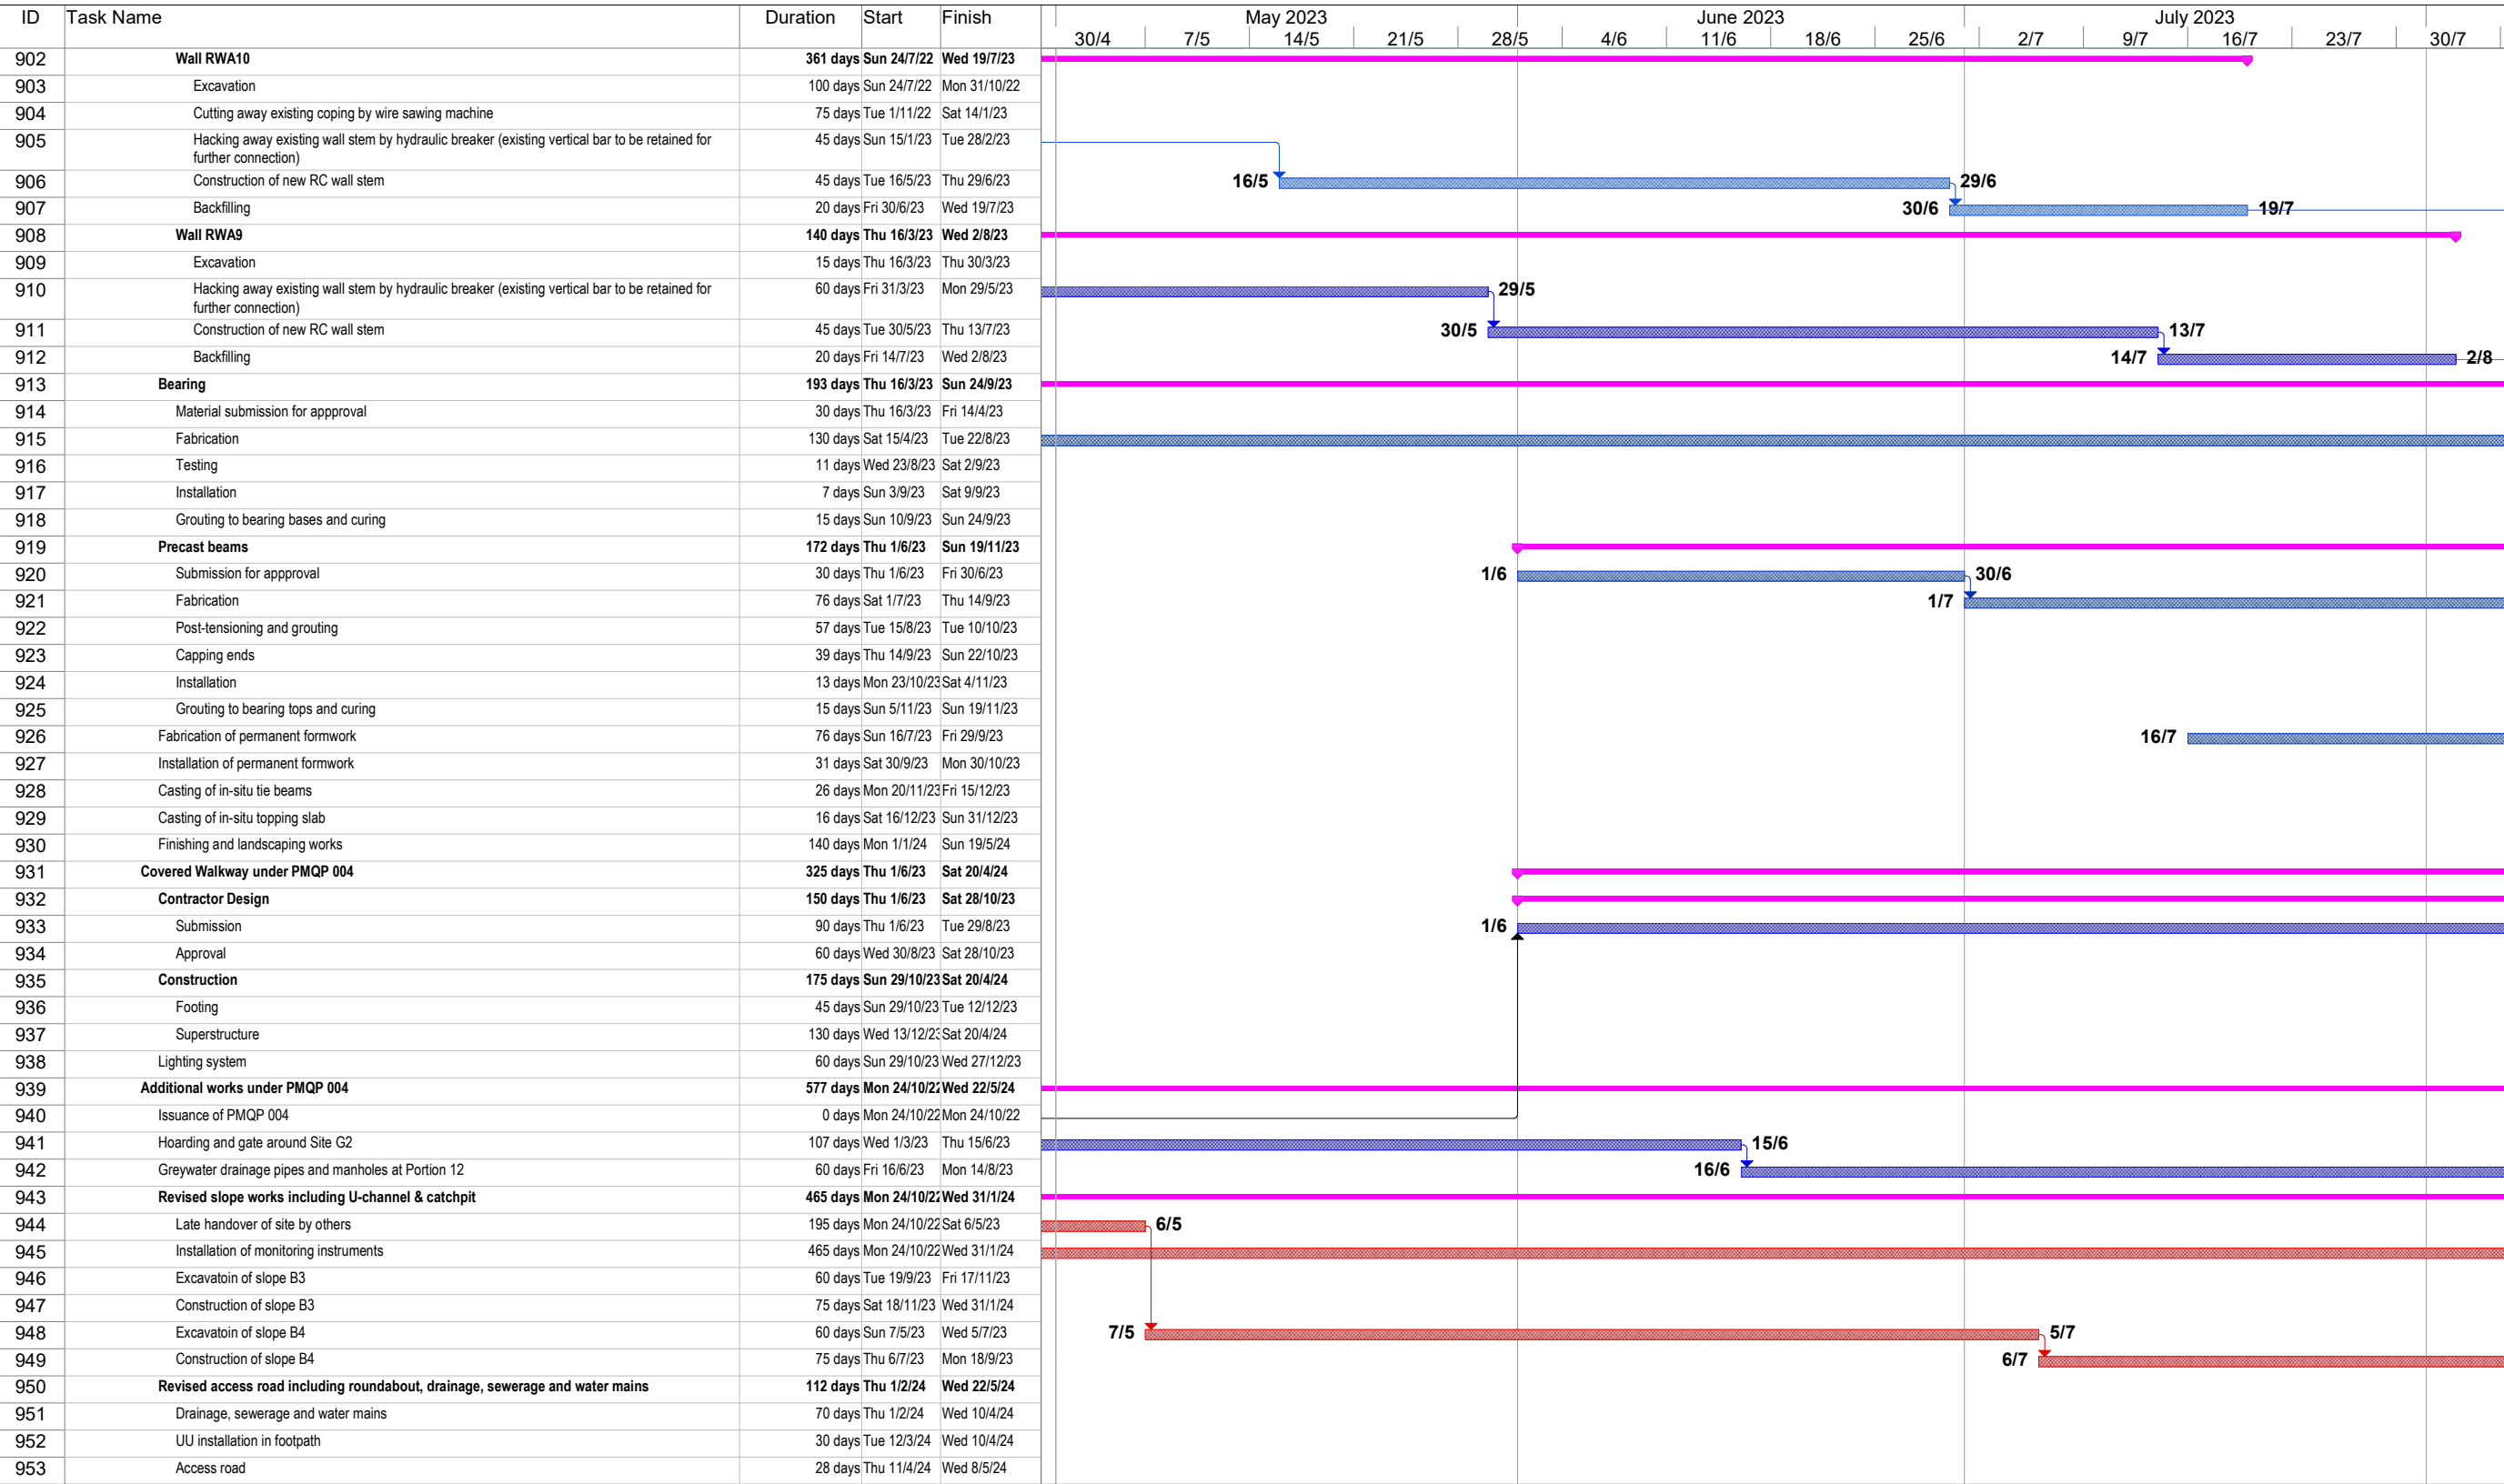 ID Task Name Duration Start Finish May 2023 June 2023 July 2023
30/4 7/5 14/5 21/5 28/5 4/6 11/6 18/6 25/6 2/7 9/7 16/7 23/7 30/7
902 Wall RWA10 361 days Sun 24/7/22 Wed 19/7/23
903 Excavation 100 days Sun 24/7/22 Mon 31/10/22
904 Cutting away existing coping by wire sawing machine 75 days Tue 1/11/22 Sat 14/1/23
905 Hacking away existing wall stem by hydraulic breaker (existing vertical bar to be retained for 45 days Sun 15/1/23 Tue 28/2/23
further connection)
906 Construction of new RC wall stem 45 days Tue 16/5/23 Thu 29/6/23 16/5 29/6
907 Backfilling 20 days Fri 30/6/23 Wed 19/7/23 30/6 19/7
908 Wall RWA9 140 days Thu 16/3/23 Wed 2/8/23
909 Excavation 15 days Thu 16/3/23 Thu 30/3/23
910 Hacking away existing wall stem by hydraulic breaker (existing vertical bar to be retained for 60 days Fri 31/3/23 Mon 29/5/23 29/5
further connection)
911 Construction of new RC wall stem 45 days Tue 30/5/23 Thu 13/7/23 30/5 13/7
912 Backfilling 20 days Fri 14/7/23 Wed 2/8/23 14/7 2/8
913 Bearing 193 days Thu 16/3/23 Sun 24/9/23
914 Material submission for appproval 30 days Thu 16/3/23 Fri 14/4/23
915 Fabrication 130 days Sat 15/4/23 Tue 22/8/23
916 Testing 11 days Wed 23/8/23 Sat 2/9/23
917 Installation 7 days Sun 3/9/23 Sat 9/9/23
918 Grouting to bearing bases and curing 15 days Sun 10/9/23 Sun 24/9/23
919 Precast beams 172 days Thu 1/6/23 Sun 19/11/23
920 Submission for appproval 30 days Thu 1/6/23 Fri 30/6/23 1/6 30/6
921 Fabrication 76 days Sat 1/7/23 Thu 14/9/23 1/7
922 Post-tensioning and grouting 57 days Tue 15/8/23 Tue 10/10/23
923 Capping ends 39 days Thu 14/9/23 Sun 22/10/23
924 Installation 13 days Mon 23/10/23 Sat 4/11/23
925 Grouting to bearing tops and curing 15 days Sun 5/11/23 Sun 19/11/23
926 Fabrication of permanent formwork 76 days Sun 16/7/23 Fri 29/9/23 16/7
927 Installation of permanent formwork 31 days Sat 30/9/23 Mon 30/10/23
928 Casting of in-situ tie beams 26 days Mon 20/11/23 Fri 15/12/23
929 Casting of in-situ topping slab 16 days Sat 16/12/23 Sun 31/12/23
930 Finishing and landscaping works 140 days Mon 1/1/24 Sun 19/5/24
931 Covered Walkway under PMQP 004 325 days Thu 1/6/23 Sat 20/4/24
932 Contractor Design 150 days Thu 1/6/23 Sat 28/10/23
933 Submission 90 days Thu 1/6/23 Tue 29/8/23 1/6
934 Approval 60 days Wed 30/8/23 Sat 28/10/23
935 Construction 175 days Sun 29/10/23 Sat 20/4/24
936 Footing 45 days Sun 29/10/23 Tue 12/12/23
937 Superstructure 130 days Wed 13/12/23 Sat 20/4/24
938 Lighting system 60 days Sun 29/10/23 Wed 27/12/23
939 Additional works under PMQP 004 577 days Mon 24/10/22 Wed 22/5/24
940 Issuance of PMQP 004 0 days Mon 24/10/22 Mon 24/10/22
941 Hoarding and gate around Site G2 107 days Wed 1/3/23 Thu 15/6/23 15/6
942 Greywater drainage pipes and manholes at Portion 12 60 days Fri 16/6/23 Mon 14/8/23 16/6
943 Revised slope works including U-channel & catchpit 465 days Mon 24/10/22 Wed 31/1/24
944 Late handover of site by others 195 days Mon 24/10/22 Sat 6/5/23 6/5
945 Installation of monitoring instruments 465 days Mon 24/10/22 Wed 31/1/24
946 Excavatoin of slope B3 60 days Tue 19/9/23 Fri 17/11/23
947 Construction of slope B3 75 days Sat 18/11/23 Wed 31/1/24
948 Excavatoin of slope B4 60 days Sun 7/5/23 Wed 5/7/23 7/5 5/7
949 Construction of slope B4 75 days Thu 6/7/23 Mon 18/9/23 6/7
950 Revised access road including roundabout, drainage, sewerage and water mains 112 days Thu 1/2/24 Wed 22/5/24
951 Drainage, sewerage and water mains 70 days Thu 1/2/24 Wed 10/4/24
952 UU installation in footpath 30 days Tue 12/3/24 Wed 10/4/24
953 Access road 28 days Thu 11/4/24 Wed 8/5/24